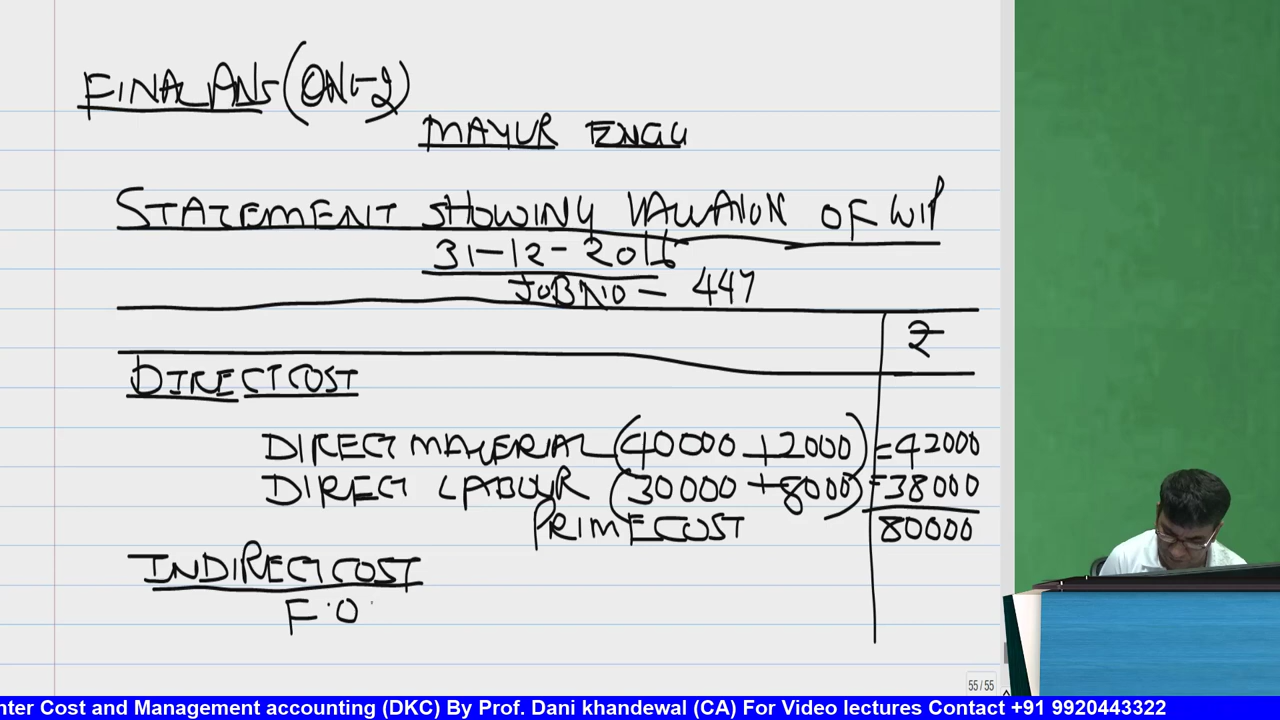 FINAL ANS (QN-2)
MAYUR ENGG
STATEMENT SHOWING VALUATION OF WIP
31-12-2016
JOB NO - 447
₹
DIRECT COST
DIRECT MATERIAL (40000 + 2000) = 42000
DIRECT LABOUR (30000 + 8000) = 38000
PRIME COST 80000
INDIRECT COST
F.O.
55 / 55
nter Cost and Management accounting (DKC) By Prof. Dani khandewal (CA) For Video lectures Contact +91 9920443322